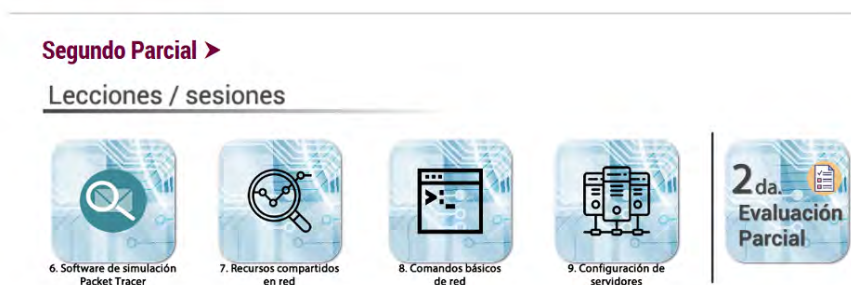 Segundo Parcial ➤
Lecciones / sesiones
6. Software de simulación
Packet Tracer
7. Recursos compartidos
en red
8. Comandos básicos
de red
9. Configuración de
servidores
2da.
Evaluación
Parcial